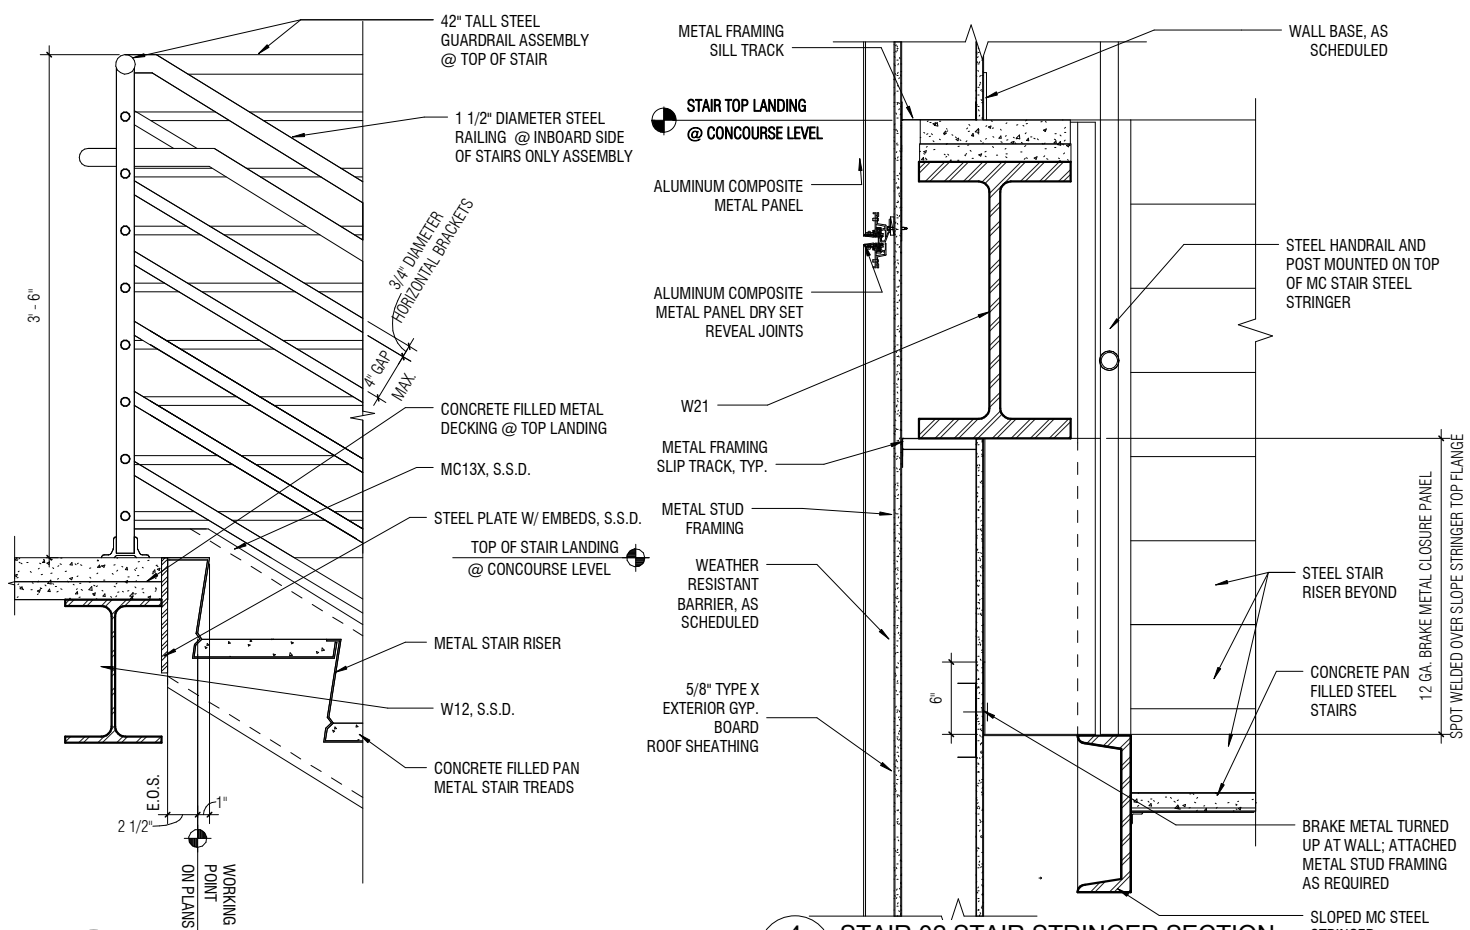 42" TALL STEEL
GUARDRAIL ASSEMBLY
@ TOP OF STAIR
1 1/2" DIAMETER STEEL
RAILING @ INBOARD SIDE
OF STAIRS ONLY ASSEMBLY
3/4" DIAMETER
HORIZONTAL BRACKETS
4" GAP
MAX.
3' - 6"
CONCRETE FILLED METAL
DECKING @ TOP LANDING
MC13X, S.S.D.
STEEL PLATE W/ EMBEDS, S.S.D.
TOP OF STAIR LANDING
@ CONCOURSE LEVEL
METAL STAIR RISER
W12, S.S.D.
CONCRETE FILLED PAN
METAL STAIR TREADS
E.O.S.
1"
2 1/2"
WORKING
POINT
ON PLANS
METAL FRAMING
SILL TRACK
STAIR TOP LANDING
@ CONCOURSE LEVEL
ALUMINUM COMPOSITE
METAL PANEL
ALUMINUM COMPOSITE
METAL PANEL DRY SET
REVEAL JOINTS
W21
METAL FRAMING
SLIP TRACK, TYP.
METAL STUD
FRAMING
WEATHER
RESISTANT
BARRIER, AS
SCHEDULED
5/8" TYPE X
EXTERIOR GYP.
BOARD
ROOF SHEATHING
6"
WALL BASE, AS
SCHEDULED
STEEL HANDRAIL AND
POST MOUNTED ON TOP
OF MC STAIR STEEL
STRINGER
12 GA. BRAKE METAL CLOSURE PANEL
SPOT WELDED OVER SLOPE STRINGER TOP FLANGE
STEEL STAIR
RISER BEYOND
CONCRETE PAN
FILLED STEEL
STAIRS
BRAKE METAL TURNED
UP AT WALL; ATTACHED
METAL STUD FRAMING
AS REQUIRED
SLOPED MC STEEL
STRINGER
STAIR 02 STAIR STRINGER SECTION